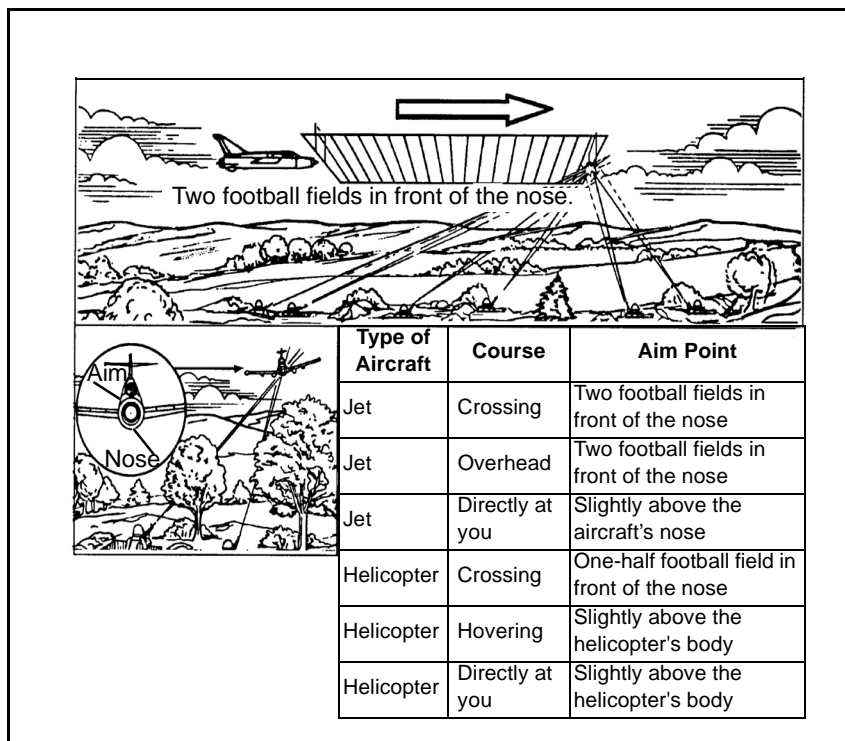 Two football fields in front of the nose.
Aim
Nose
Type of Aircraft Course Aim Point
Jet Crossing Two football fields in
front of the nose
Jet Overhead Two football fields in
front of the nose
Jet Directly at you Slightly above the
aircraft's nose
Helicopter Crossing One-half football field in
front of the nose
Helicopter Hovering Slightly above the
helicopter's body
Helicopter Directly at you Slightly above the
helicopter's body